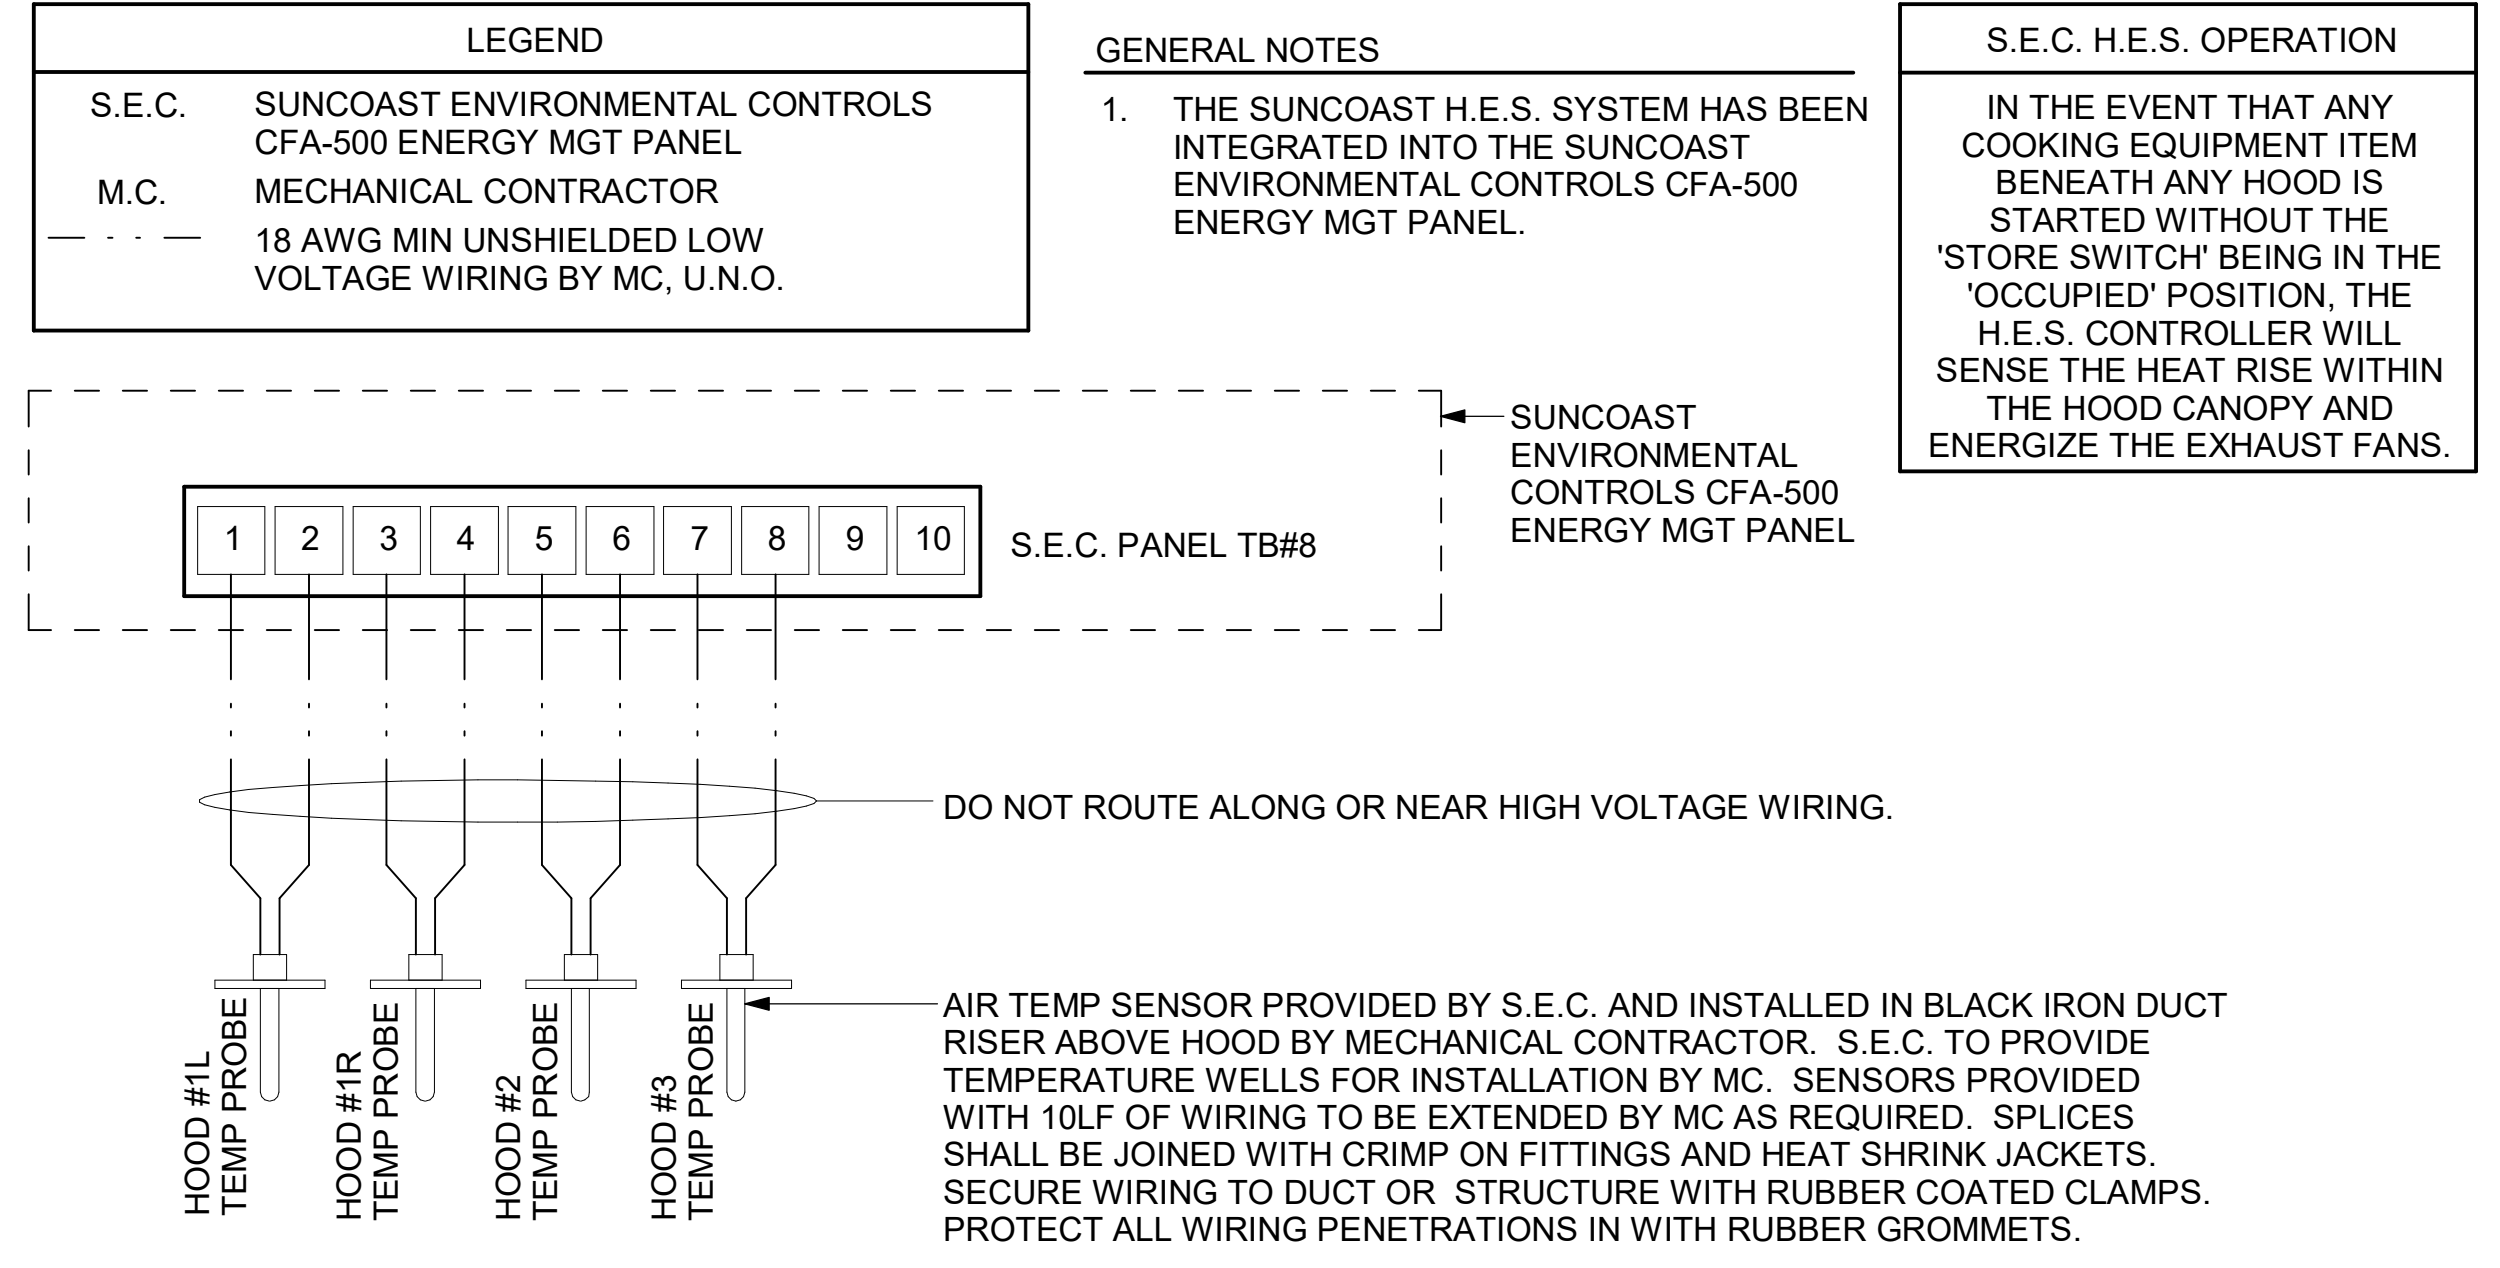 LEGEND
S.E.C. SUNCOAST ENVIRONMENTAL CONTROLS
CFA-500 ENERGY MGT PANEL
M.C. MECHANICAL CONTRACTOR
18 AWG MIN UNSHIELDED LOW
VOLTAGE WIRING BY MC, U.N.O.
GENERAL NOTES
1. THE SUNCOAST H.E.S. SYSTEM HAS BEEN
INTEGRATED INTO THE SUNCOAST
ENVIRONMENTAL CONTROLS CFA-500
ENERGY MGT PANEL.
S.E.C. H.E.S. OPERATION
IN THE EVENT THAT ANY
COOKING EQUIPMENT ITEM
BENEATH ANY HOOD IS
STARTED WITHOUT THE
'STORE SWITCH' BEING IN THE
'OCCUPIED' POSITION, THE
H.E.S. CONTROLLER WILL
SENSE THE HEAT RISE WITHIN
THE HOOD CANOPY AND
ENERGIZE THE EXHAUST FANS.
SUNCOAST
ENVIRONMENTAL
CONTROLS CFA-500
ENERGY MGT PANEL
1 2 3 4 5 6 7 8 9 10
S.E.C. PANEL TB#8
DO NOT ROUTE ALONG OR NEAR HIGH VOLTAGE WIRING.
HOOD #1L
TEMP PROBE
HOOD #1R
TEMP PROBE
HOOD #2
TEMP PROBE
HOOD #3
TEMP PROBE
AIR TEMP SENSOR PROVIDED BY S.E.C. AND INSTALLED IN BLACK IRON DUCT
RISER ABOVE HOOD BY MECHANICAL CONTRACTOR. S.E.C. TO PROVIDE
TEMPERATURE WELLS FOR INSTALLATION BY MC. SENSORS PROVIDED
WITH 10LF OF WIRING TO BE EXTENDED BY MC AS REQUIRED. SPLICES
SHALL BE JOINED WITH CRIMP ON FITTINGS AND HEAT SHRINK JACKETS.
SECURE WIRING TO DUCT OR STRUCTURE WITH RUBBER COATED CLAMPS.
PROTECT ALL WIRING PENETRATIONS IN WITH RUBBER GROMMETS.